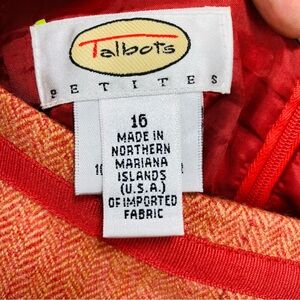 Talbots
PETITES
16
MADE IN
NORTHERN
MARIANA
ISLANDS
(U.S.A.)
OF IMPORTED
FABRIC